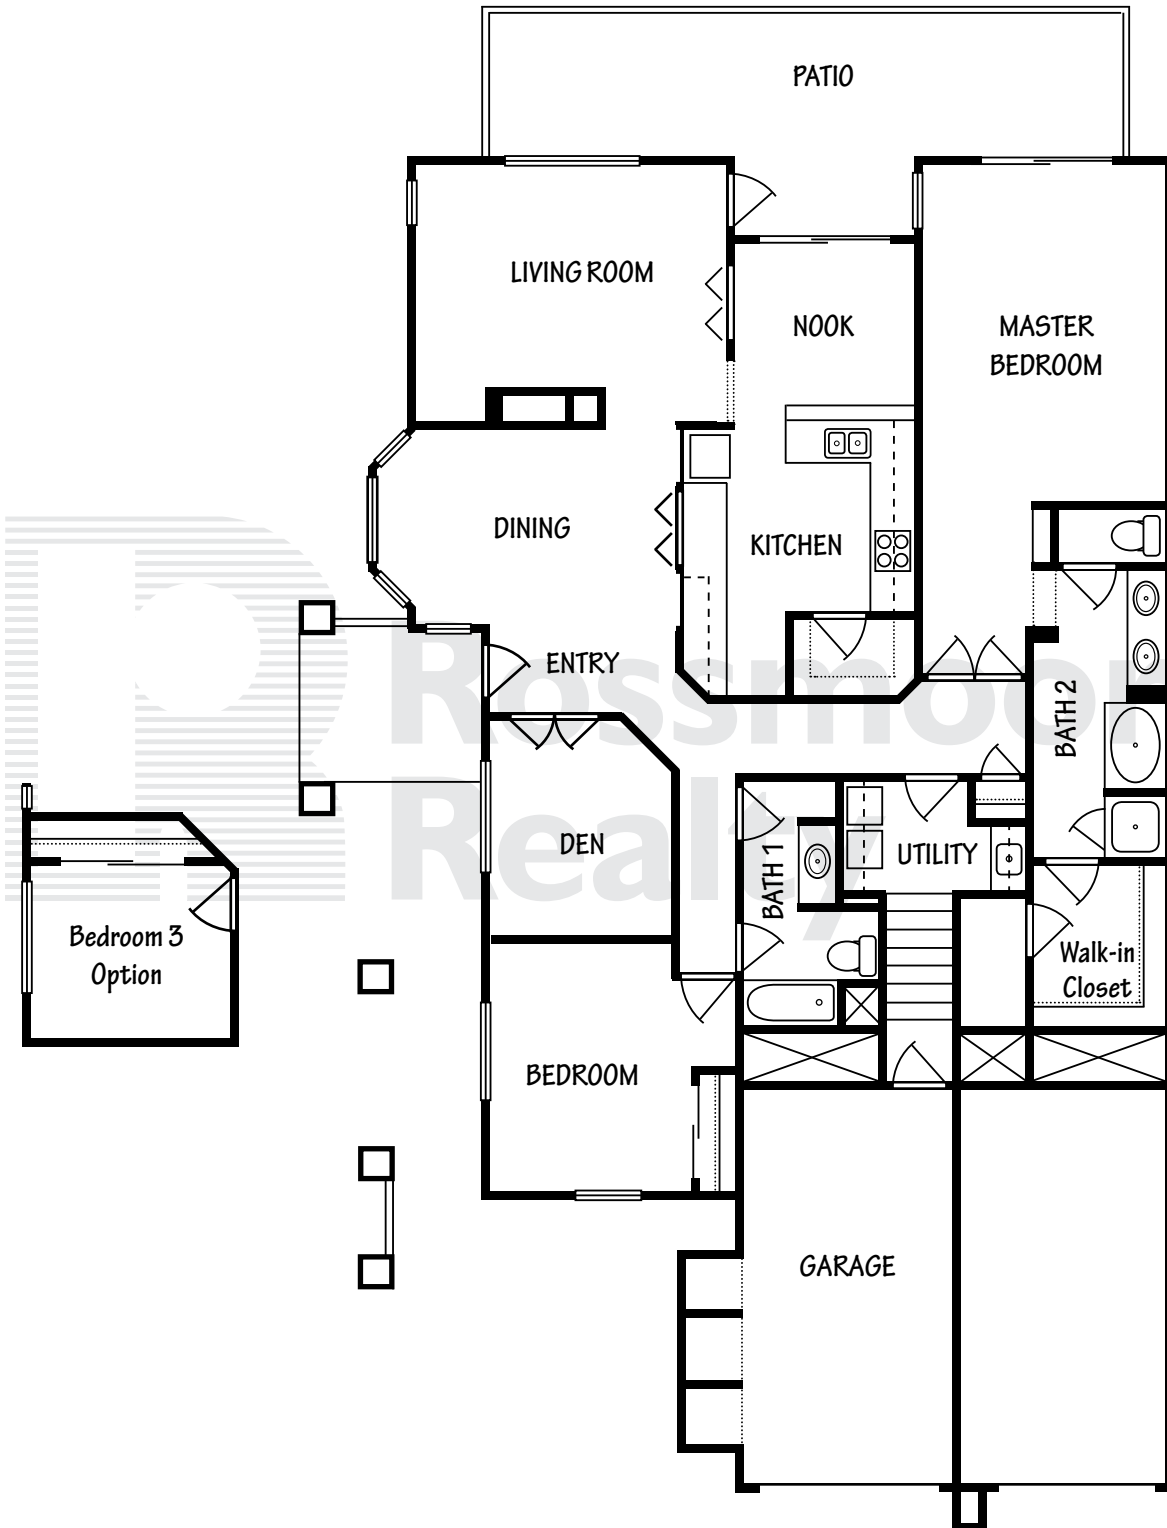 PATIO
LIVING ROOM
NOOK
MASTER
BEDROOM
DINING
KITCHEN
ENTRY
BATH 2
Rossmoor
Realty
DEN
BATH 1
UTILITY
Bedroom 3
Option
Walk-in
Closet
BEDROOM
GARAGE